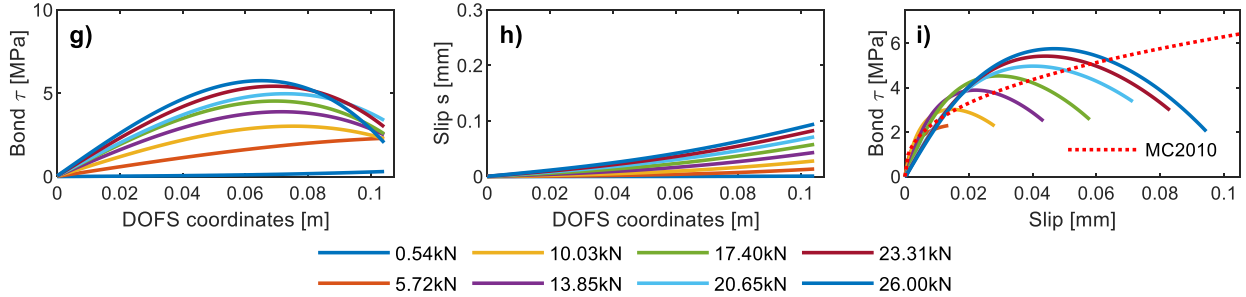 g)
Bond τ [MPa]
10
5
0
0 0.02 0.04 0.06 0.08 0.1
DOFS coordinates [m]
h)
Slip s [mm]
0.3
0.2
0.1
0
0 0.02 0.04 0.06 0.08 0.1
DOFS coordinates [m]
i)
Bond τ [MPa]
6
4
2
0
0 0.02 0.04 0.06 0.08 0.1
Slip [mm]
MC2010
0.54kN 10.03kN 17.40kN 23.31kN
5.72kN 13.85kN 20.65kN 26.00kN